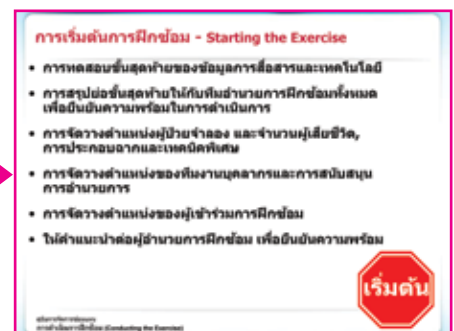 การเริ่มต้นการฝึกซ้อม - Starting the Exercise
• การทดสอบขั้นสุดท้ายของข้อมูลการสื่อสารและเทคโนโลยี
• การสรุปย่อขั้นสุดท้ายให้กับทีมอำนวยการฝึกซ้อมทั้งหมด
เพื่อยืนยันความพร้อมในการดำเนินการ
• การจัดวางตำแหน่งผู้ป่วยจำลอง และจำนวนผู้เสียชีวิต,
การประกอบฉากและเทคนิคพิเศษ
• การจัดวางตำแหน่งของทีมงานบุคลากรและการสนับสนุน
การอำนวยการ
• การจัดวางตำแหน่งของผู้เข้าร่วมการฝึกซ้อม
• ให้คำแนะนำต่อผู้อำนวยการฝึกซ้อม เพื่อยืนยันความพร้อม
เริ่มต้น
การดำเนินการฝึกซ้อม (Conducting the Exercise)